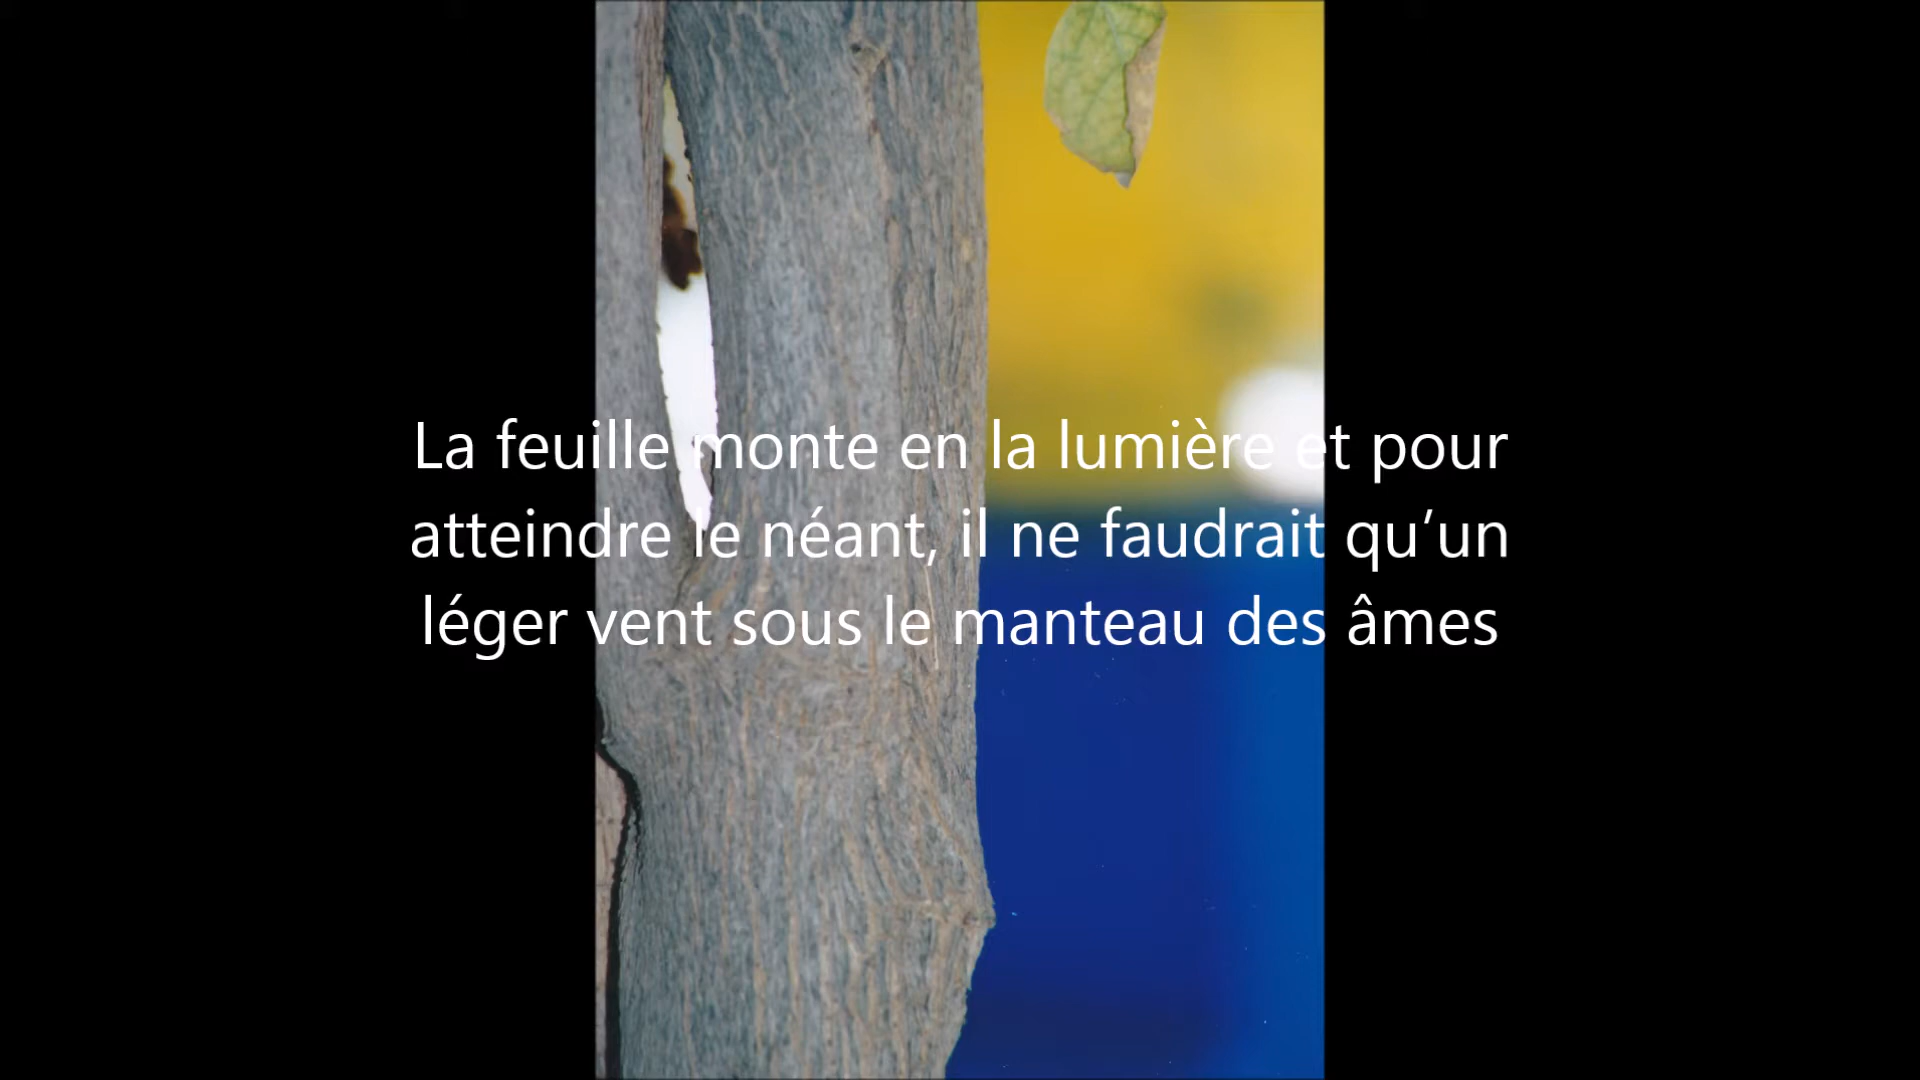 La feuille monte en la lumière et pour
atteindre le néant, il ne faudrait qu’un
léger vent sous le manteau des âmes